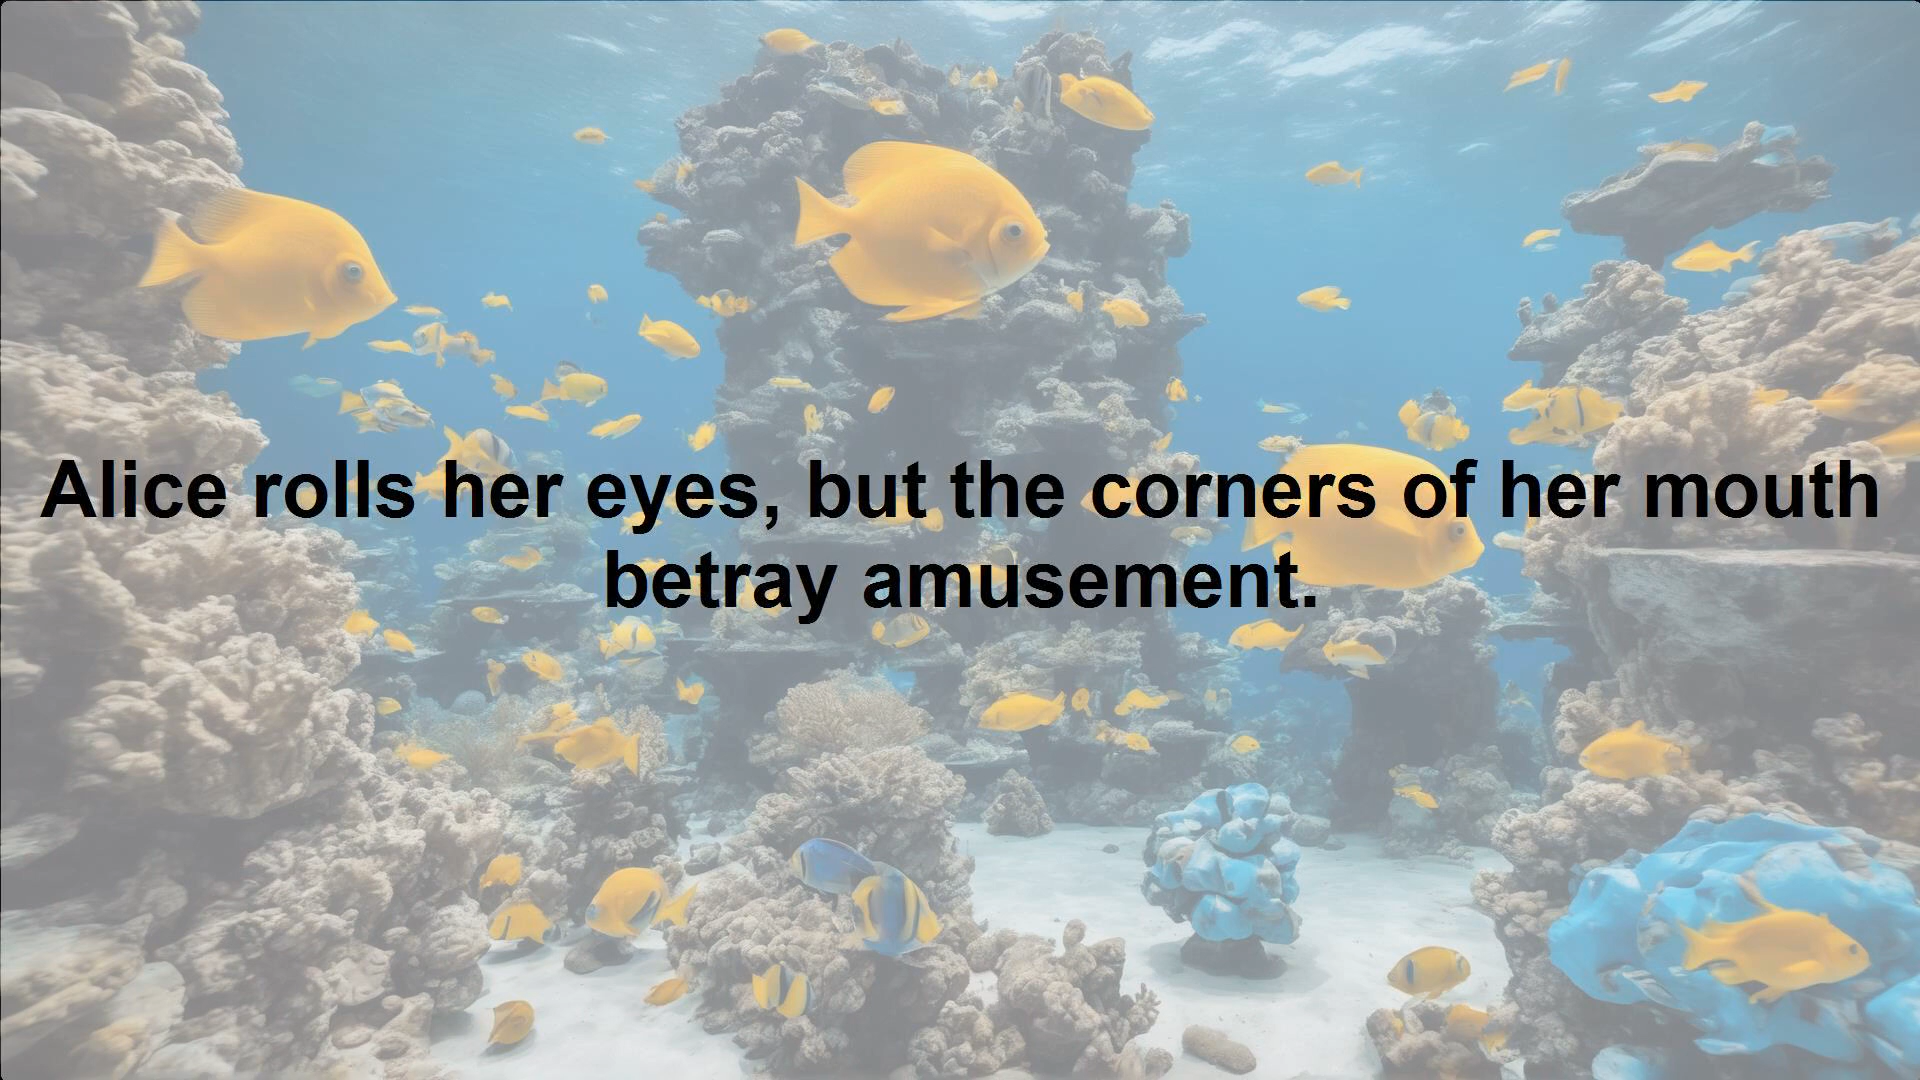 Alice rolls her eyes, but the corners of her mouth
betray amusement.